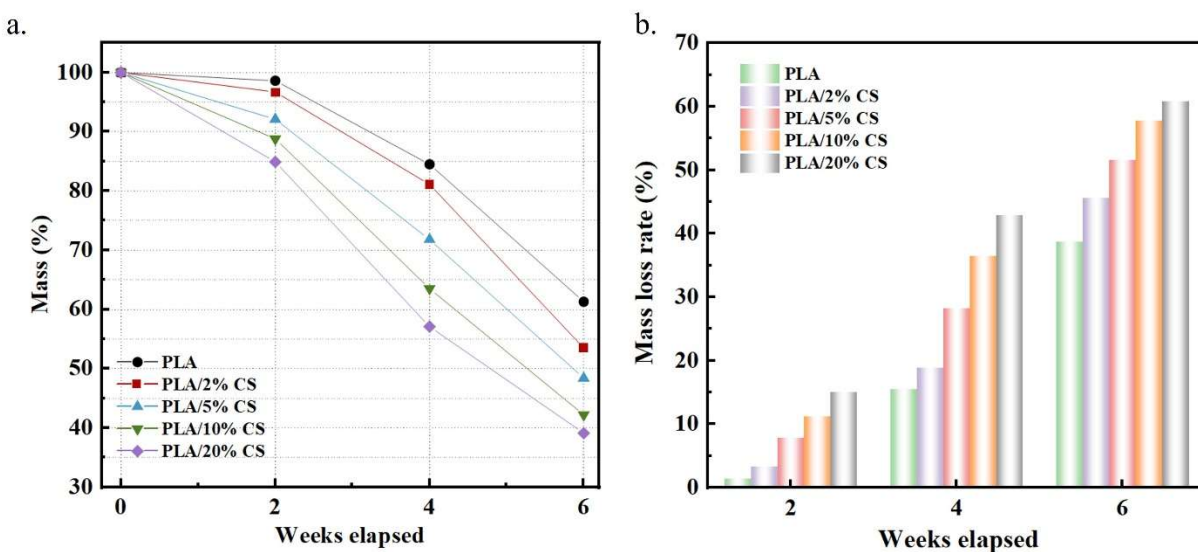 a.
100
90
80
70
60
50
40
30
Mass (%)
PLA
PLA/2% CS
PLA/5% CS
PLA/10% CS
PLA/20% CS
0
2
4
6
Weeks elapsed
b.
70
60
50
40
30
20
10
0
Mass loss rate (%)
PLA
PLA/2% CS
PLA/5% CS
PLA/10% CS
PLA/20% CS
2
4
6
Weeks elapsed